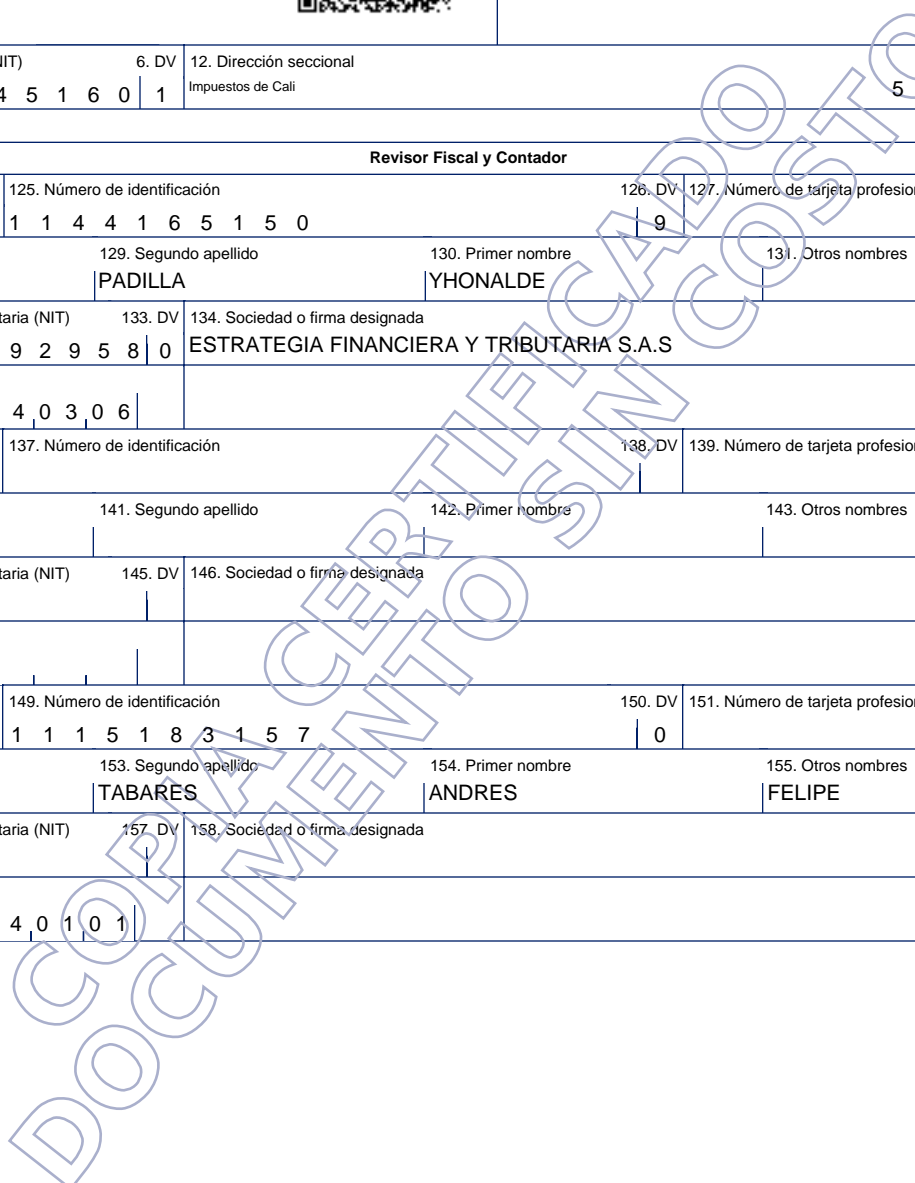 NIT) 6. DV 12. Dirección seccional
4 5 1 6 0 1 Impuestos de Cali 5
Revisor Fiscal y Contador
125. Número de identificación 126. DV 127. Número de tarjeta profesion
1 1 4 4 1 6 5 1 5 0 9
129. Segundo apellido 130. Primer nombre 131. Otros nombres
PADILLA YHONALDE
taria (NIT) 133. DV 134. Sociedad o firma designada
9 2 9 5 8 0 ESTRATEGIA FINANCIERA Y TRIBUTARIA S.A.S
4 0 3 0 6
137. Número de identificación 138. DV 139. Número de tarjeta profesion
141. Segundo apellido 142. Primer nombre 143. Otros nombres
taria (NIT) 145. DV 146. Sociedad o firma designada
149. Número de identificación 150. DV 151. Número de tarjeta profesion
1 1 1 5 1 8 3 1 5 7 0
153. Segundo apellido 154. Primer nombre 155. Otros nombres
TABARES ANDRES FELIPE
taria (NIT) 157. DV 158. Sociedad o firma designada
4 0 1 0 1
COPIA CERTIFICADO
DOCUMENTO SIN COSTO